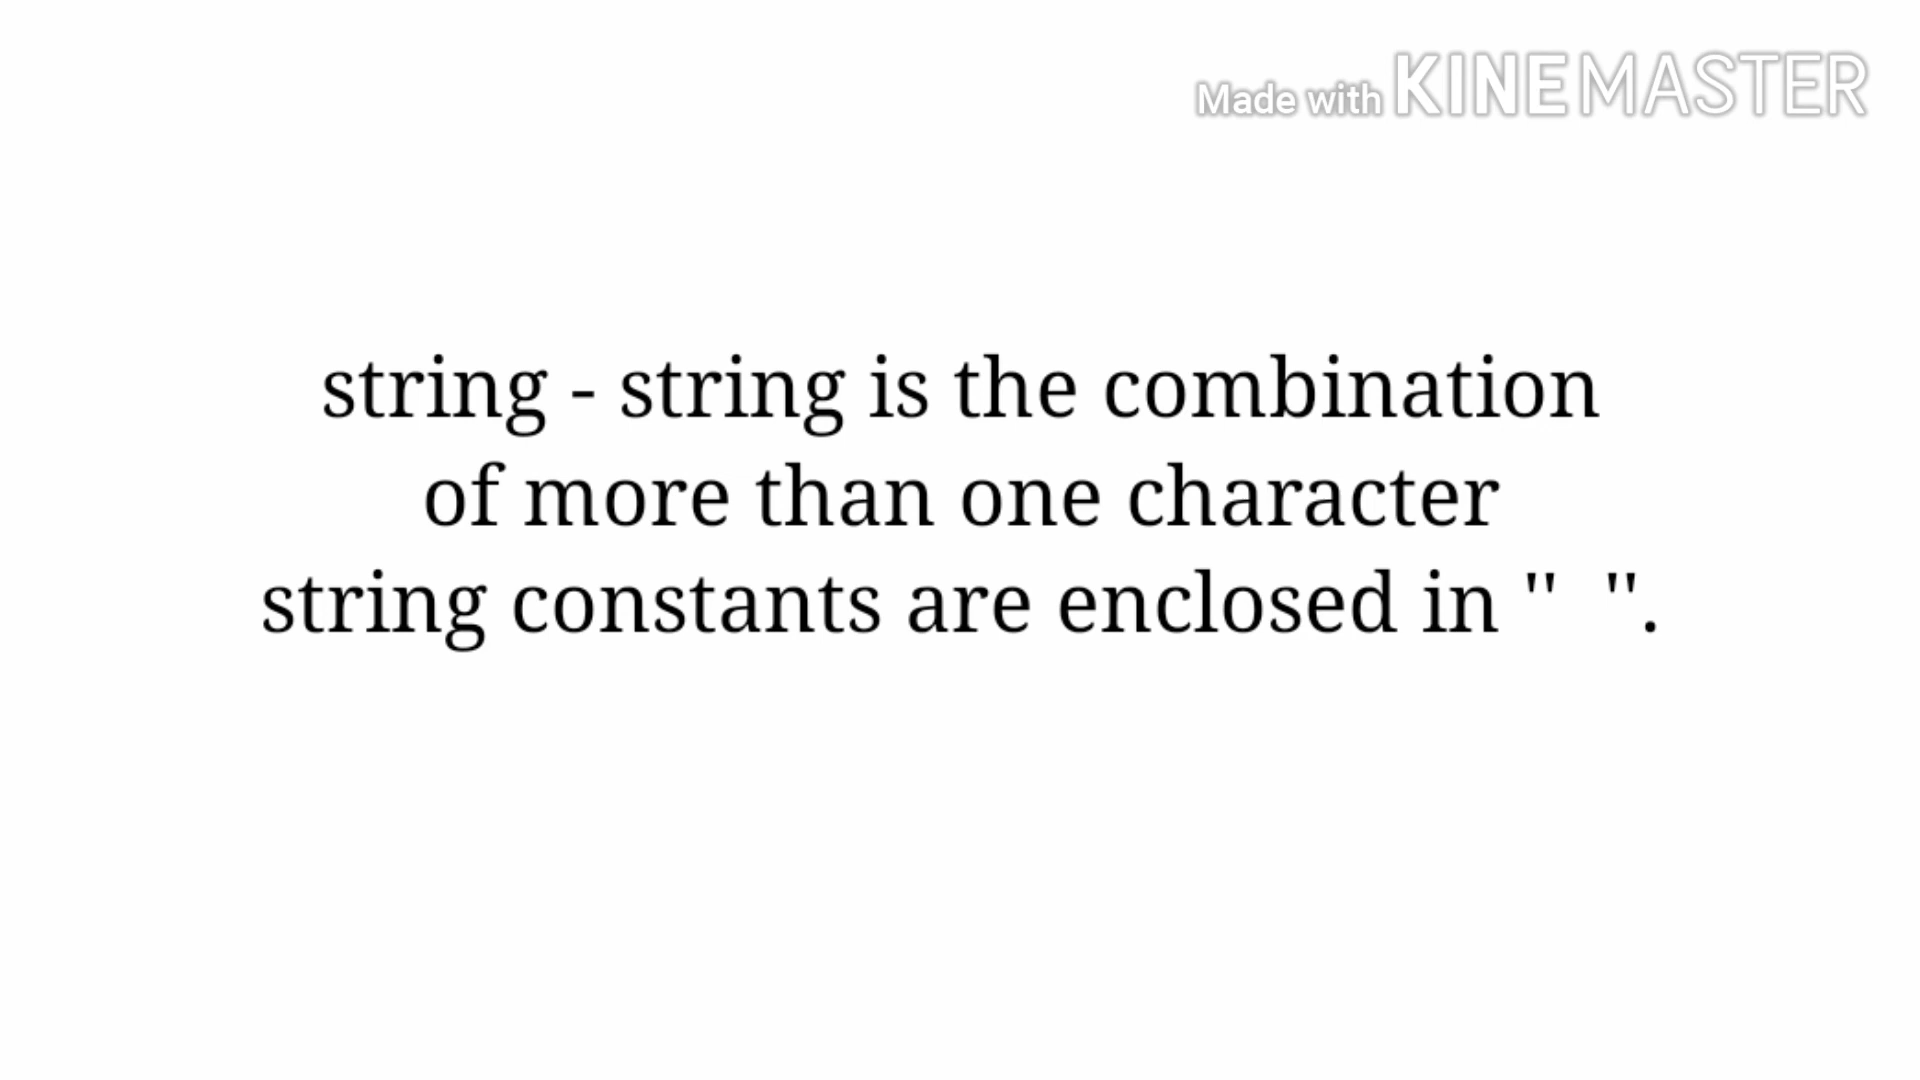 Made with KINEMASTER
string - string is the combination
of more than one character
string constants are enclosed in "  ".